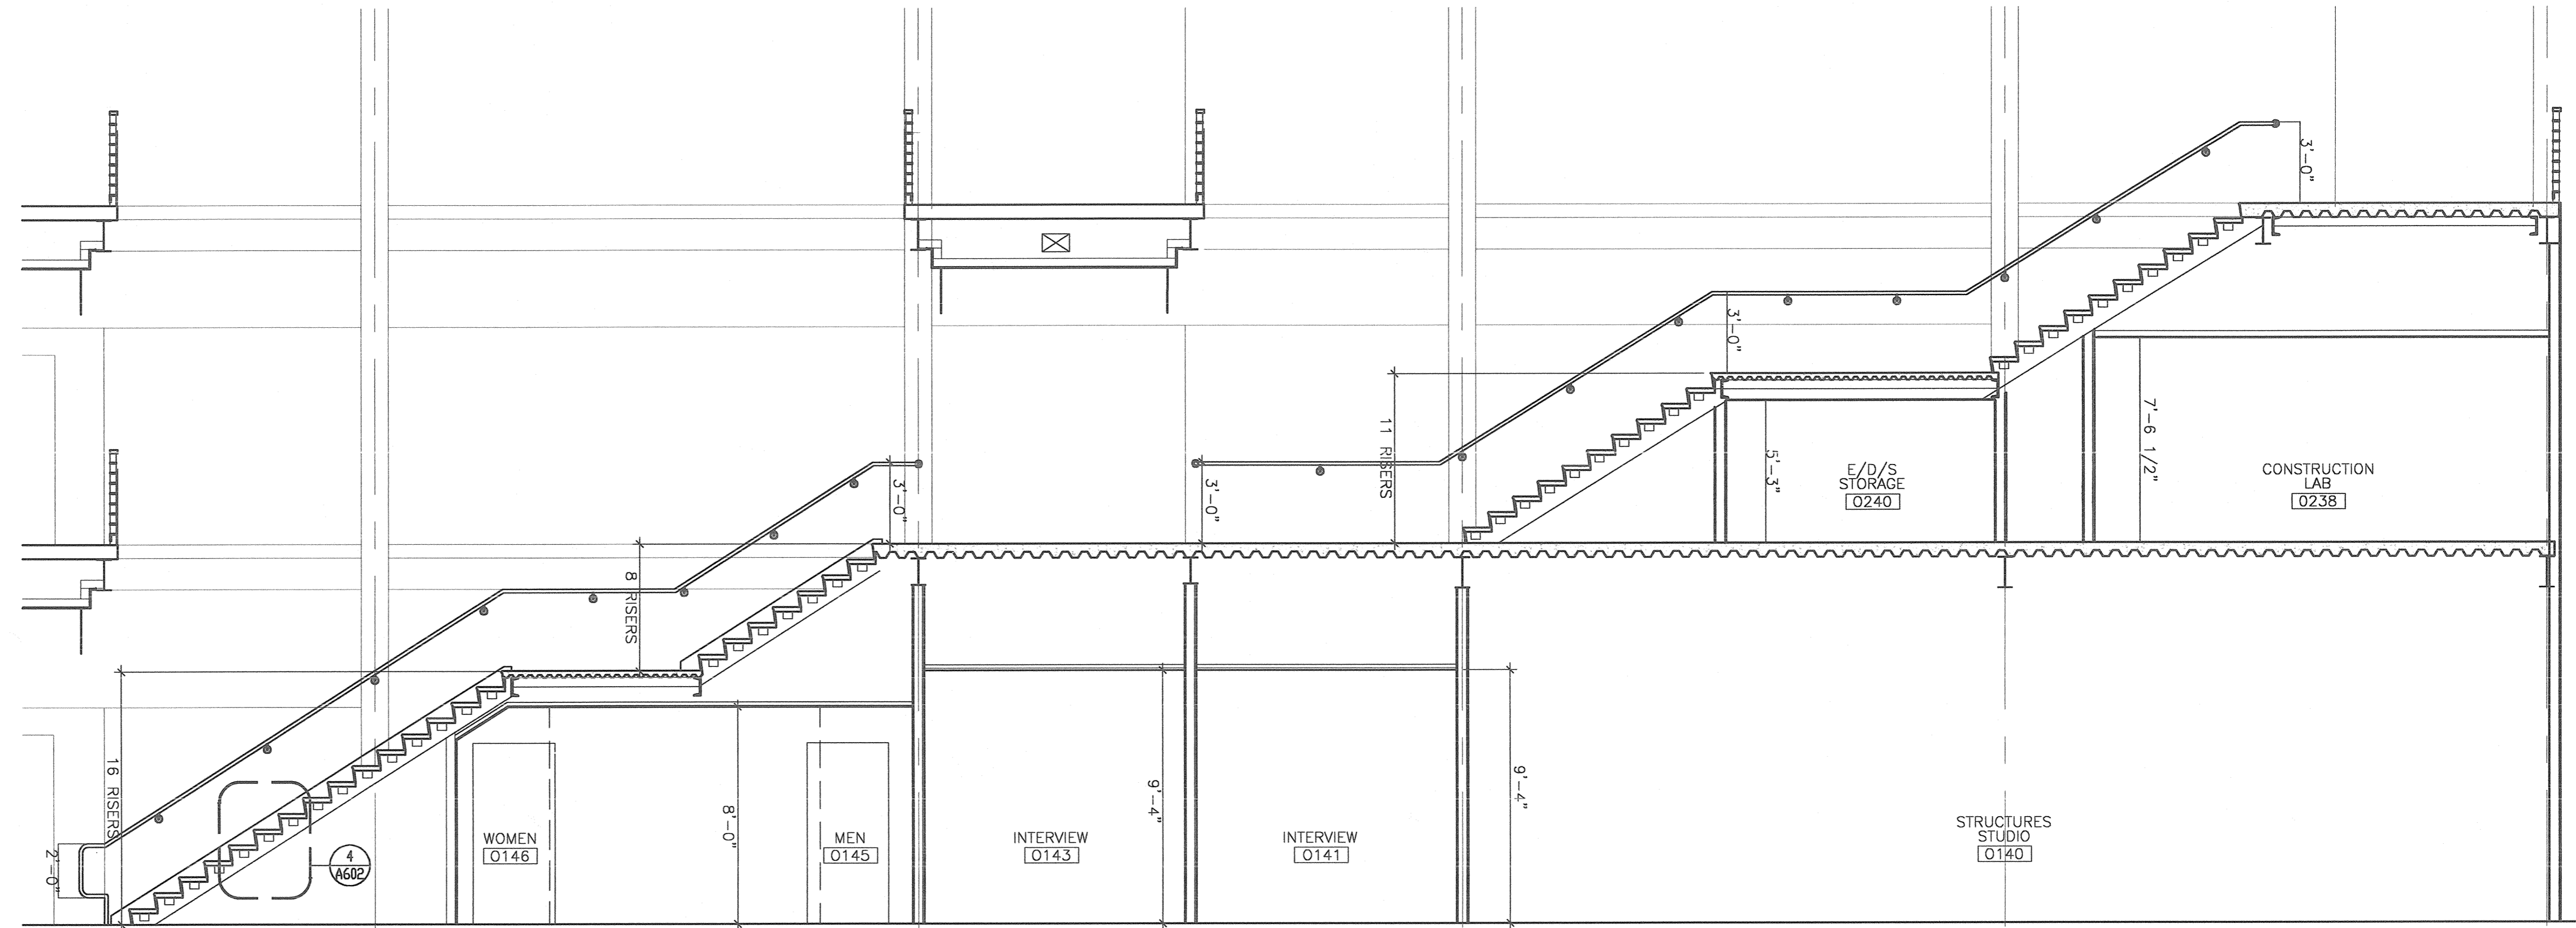 3'-0"
3'-0"
11 RISERS
5'-3"
7'-6 1/2"
E/D/S
STORAGE
0240
CONSTRUCTION
LAB
0238
3'-0"
3'-0"
8 RISERS
16 RISERS
2'-0"
4
A602
WOMEN
0146
8'-0"
MEN
0145
INTERVIEW
0143
9'-4"
INTERVIEW
0141
9'-4"
STRUCTURES
STUDIO
0140